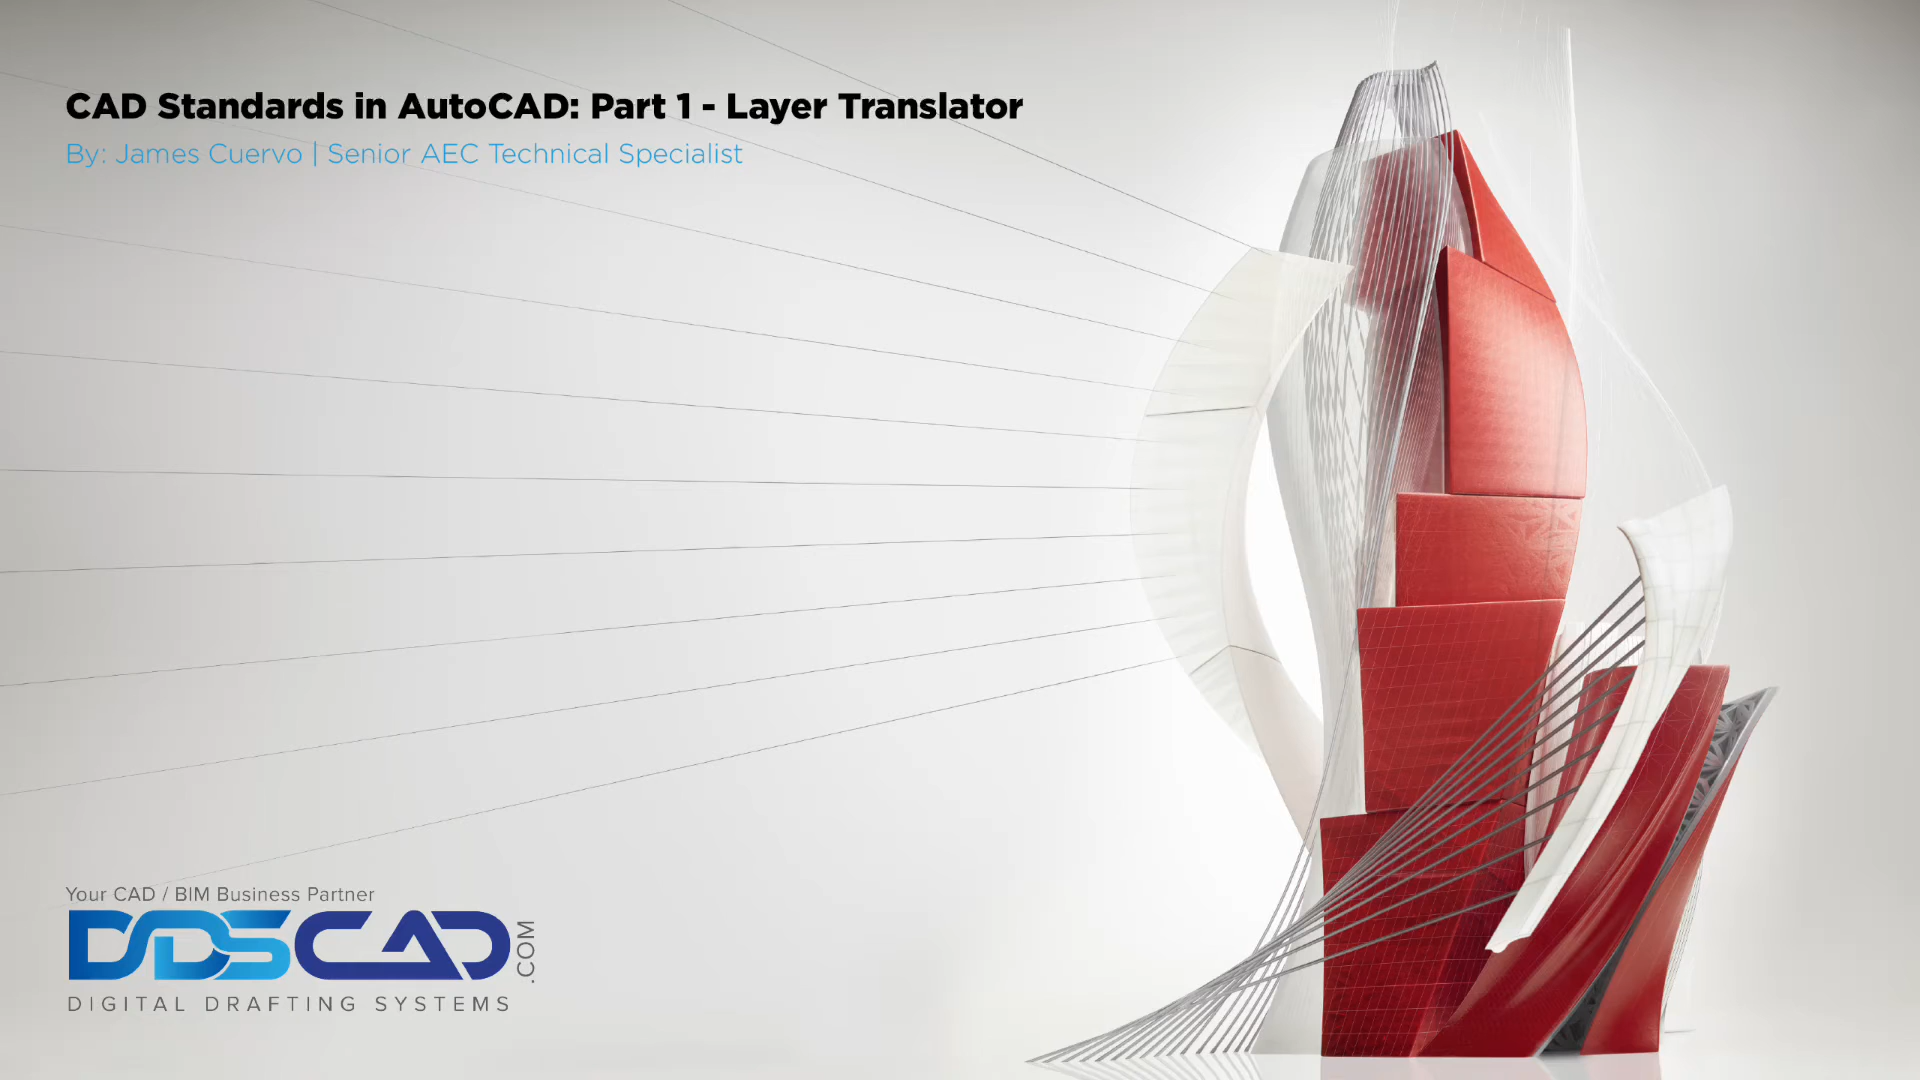 CAD Standards in AutoCAD: Part 1 - Layer Translator
By: James Cuervo | Senior AEC Technical Specialist
Your CAD / BIM Business Partner
DDSCAD.COM
DIGITAL DRAFTING SYSTEMS